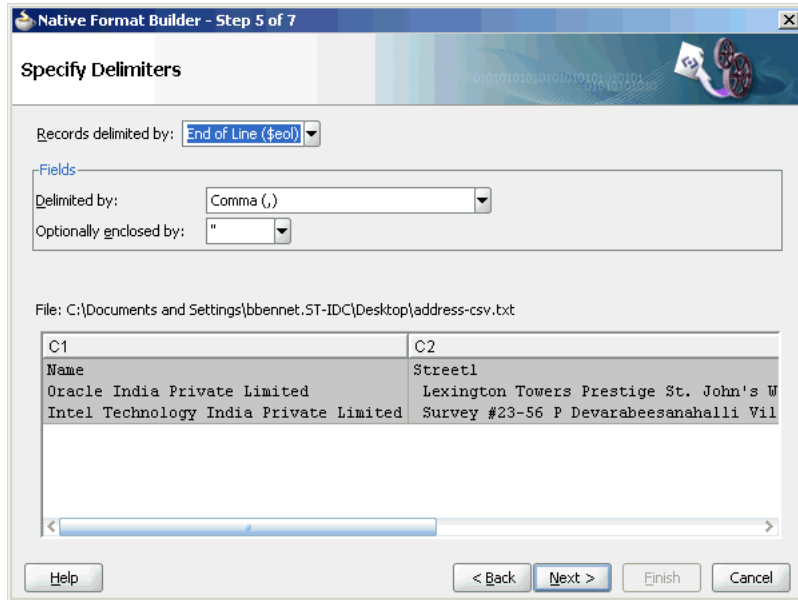 Native Format Builder - Step 5 of 7
Specify Delimiters
Records delimited by: End of Line ($eol)
Fields
Delimited by: Comma (,)
Optionally enclosed by: "
File: C:\Documents and Settings\bbennet.ST-IDC\Desktop\address-csv.txt
C1 C2
Name Street1
Oracle India Private Limited Lexington Towers Prestige St. John's W
Intel Technology India Private Limited Survey #23-56 P Devarabeesanahalli Vil
Help < Back Next > Finish Cancel